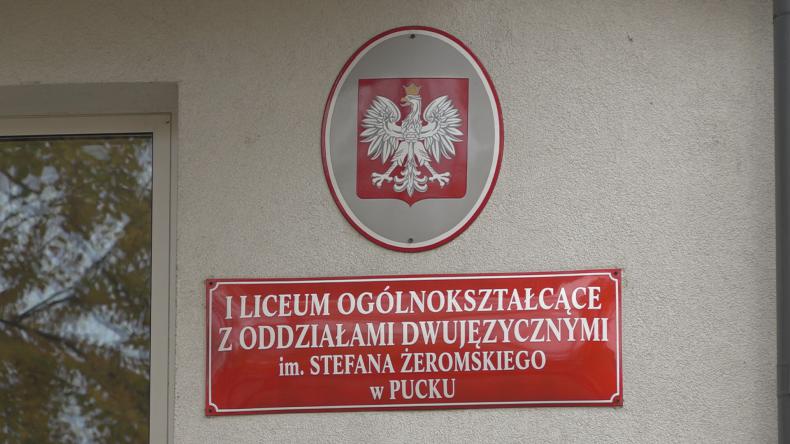 I LICEUM OGÓLNOKSZTAŁCĄCE
Z ODDZIAŁAMI DWUJĘZYCZNYMI
im. STEFANA ŻEROMSKIEGO
w PUCKU